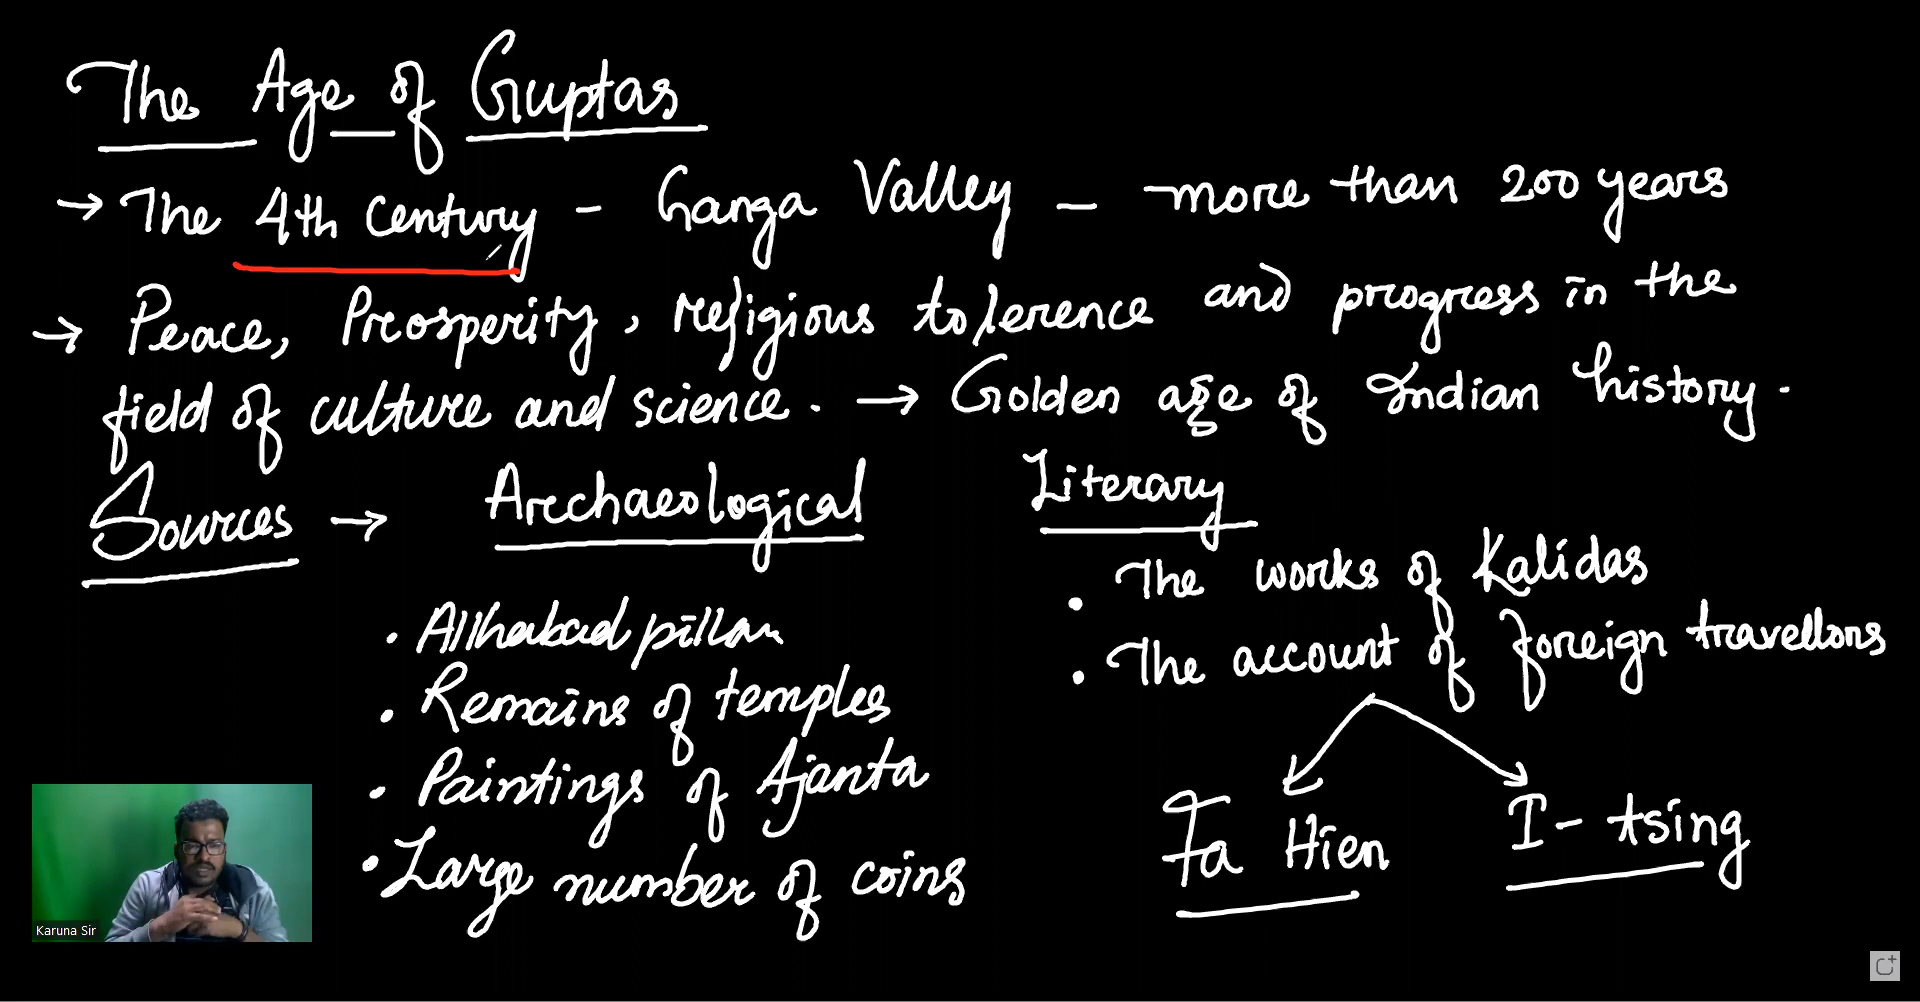 The Age of Guptas
→ The 4th century - Ganga Valley - more than 200 years
→ Peace, Prosperity, religious tolerence and progress in the
field of culture and science. → Golden age of Indian history.
Sources → Archaeological
• Allhabad pillar
• Remains of temples
• Paintings of Ajanta
• Large number of coins
Literary
• The works of Kalidas
• The account of foreign travellors
Fa Hien
I-tsing
Karuna Sir